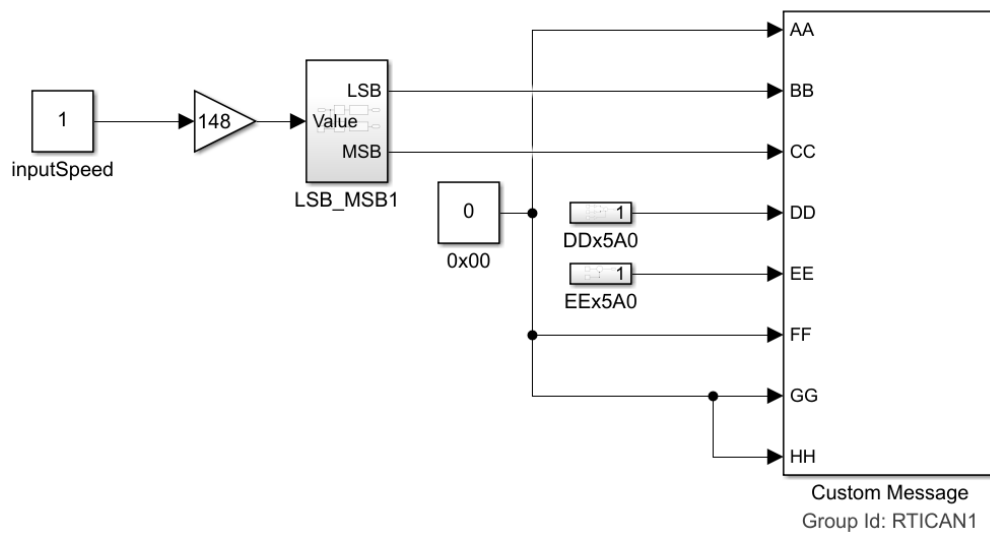 1
inputSpeed
148
Value
LSB
MSB
LSB_MSB1
0
0x00
1
DDx5A0
1
EEx5A0
AA
BB
CC
DD
EE
FF
GG
HH
Custom Message
Group Id: RTICAN1